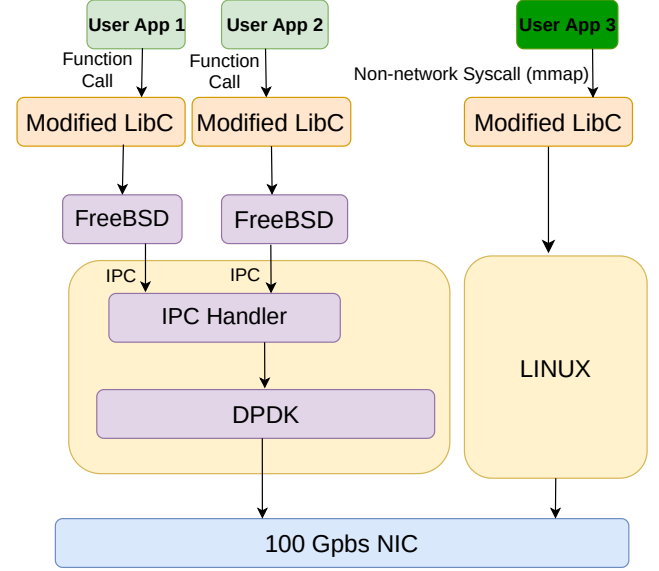 User App 1
User App 2
User App 3
Function
Call
Function
Call
Non-network Syscall (mmap)
Modified LibC
Modified LibC
Modified LibC
FreeBSD
FreeBSD
IPC
IPC
IPC Handler
LINUX
DPDK
100 Gpbs NIC